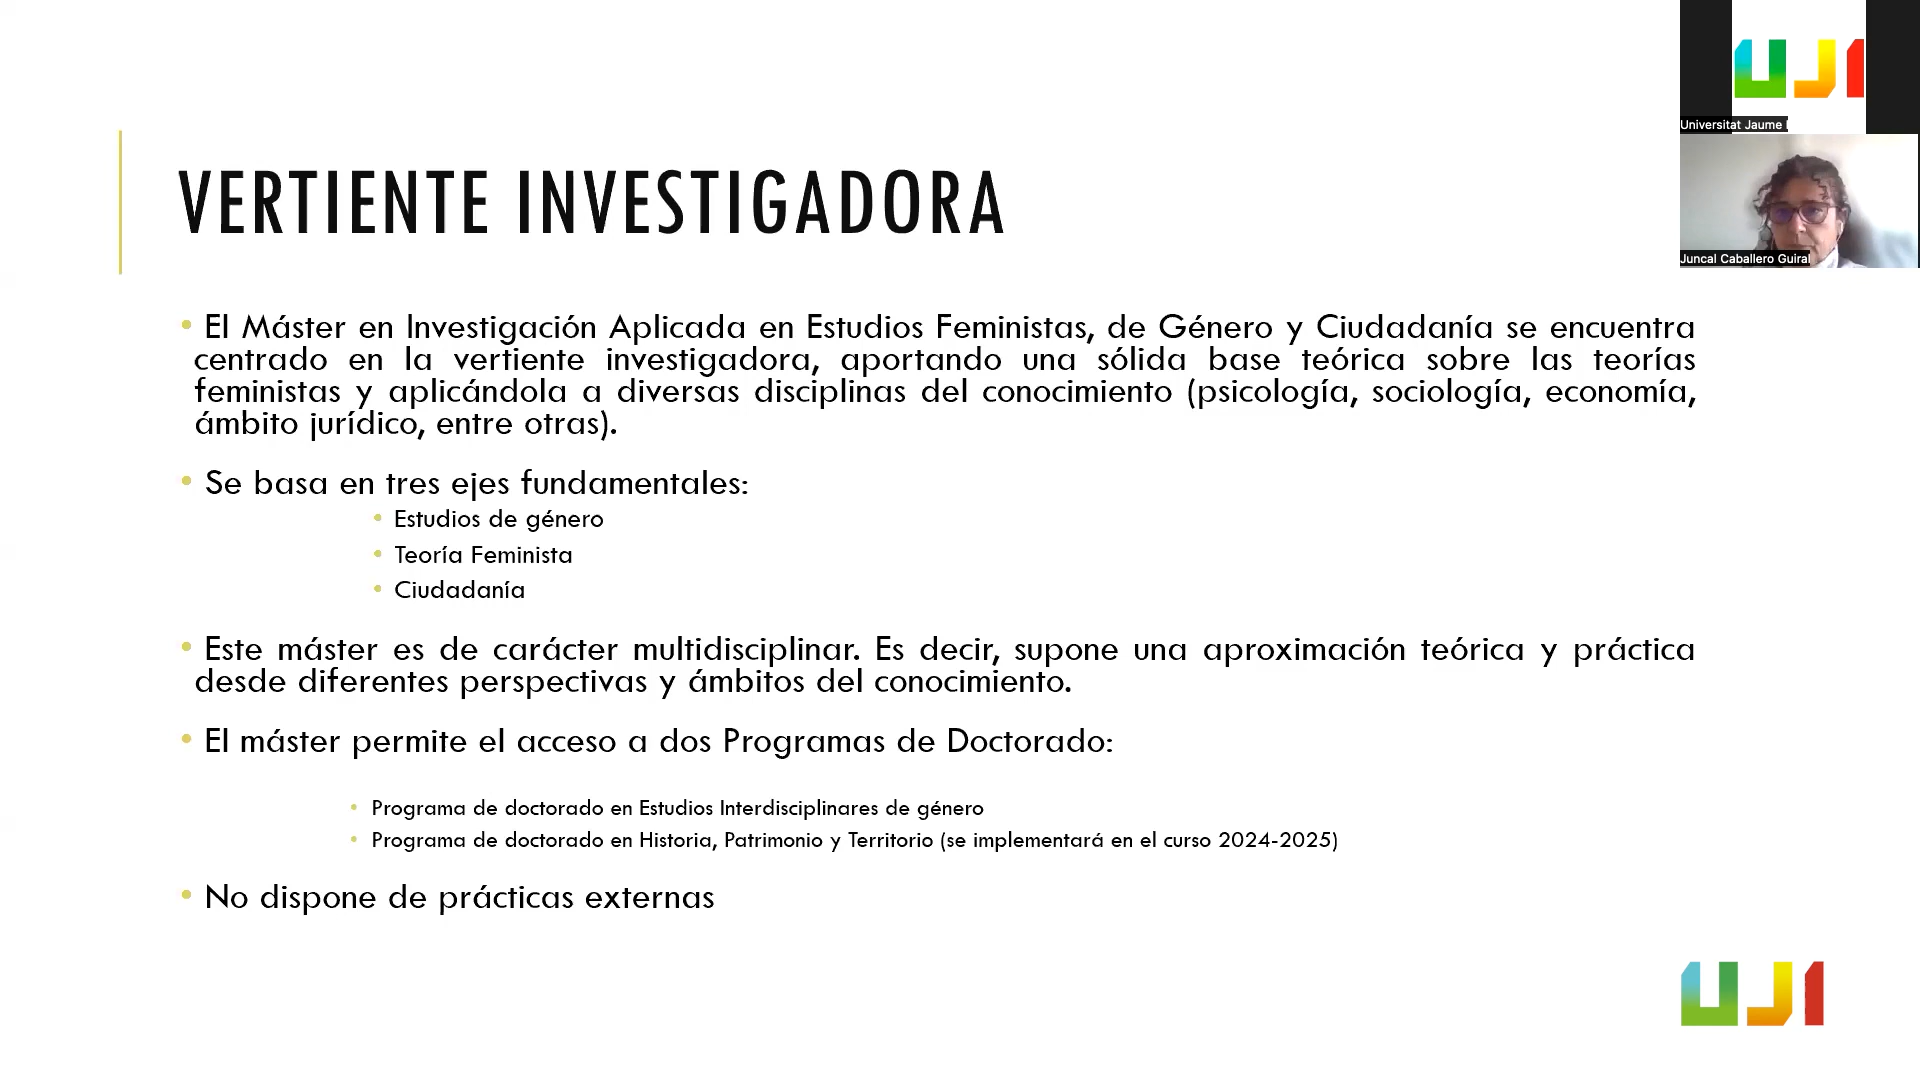 UJI
Universitat Jaume I
Juncal Caballero Guiral
VERTIENTE INVESTIGADORA
• El Máster en Investigación Aplicada en Estudios Feministas, de Género y Ciudadanía se encuentra
centrado en la vertiente investigadora, aportando una sólida base teórica sobre las teorías
feministas y aplicándola a diversas disciplinas del conocimiento (psicología, sociología, economía,
ámbito jurídico, entre otras).
• Se basa en tres ejes fundamentales:
• Estudios de género
• Teoría Feminista
• Ciudadanía
• Este máster es de carácter multidisciplinar. Es decir, supone una aproximación teórica y práctica
desde diferentes perspectivas y ámbitos del conocimiento.
• El máster permite el acceso a dos Programas de Doctorado:
• Programa de doctorado en Estudios Interdisciplinares de género
• Programa de doctorado en Historia, Patrimonio y Territorio (se implementará en el curso 2024-2025)
• No dispone de prácticas externas
UJI